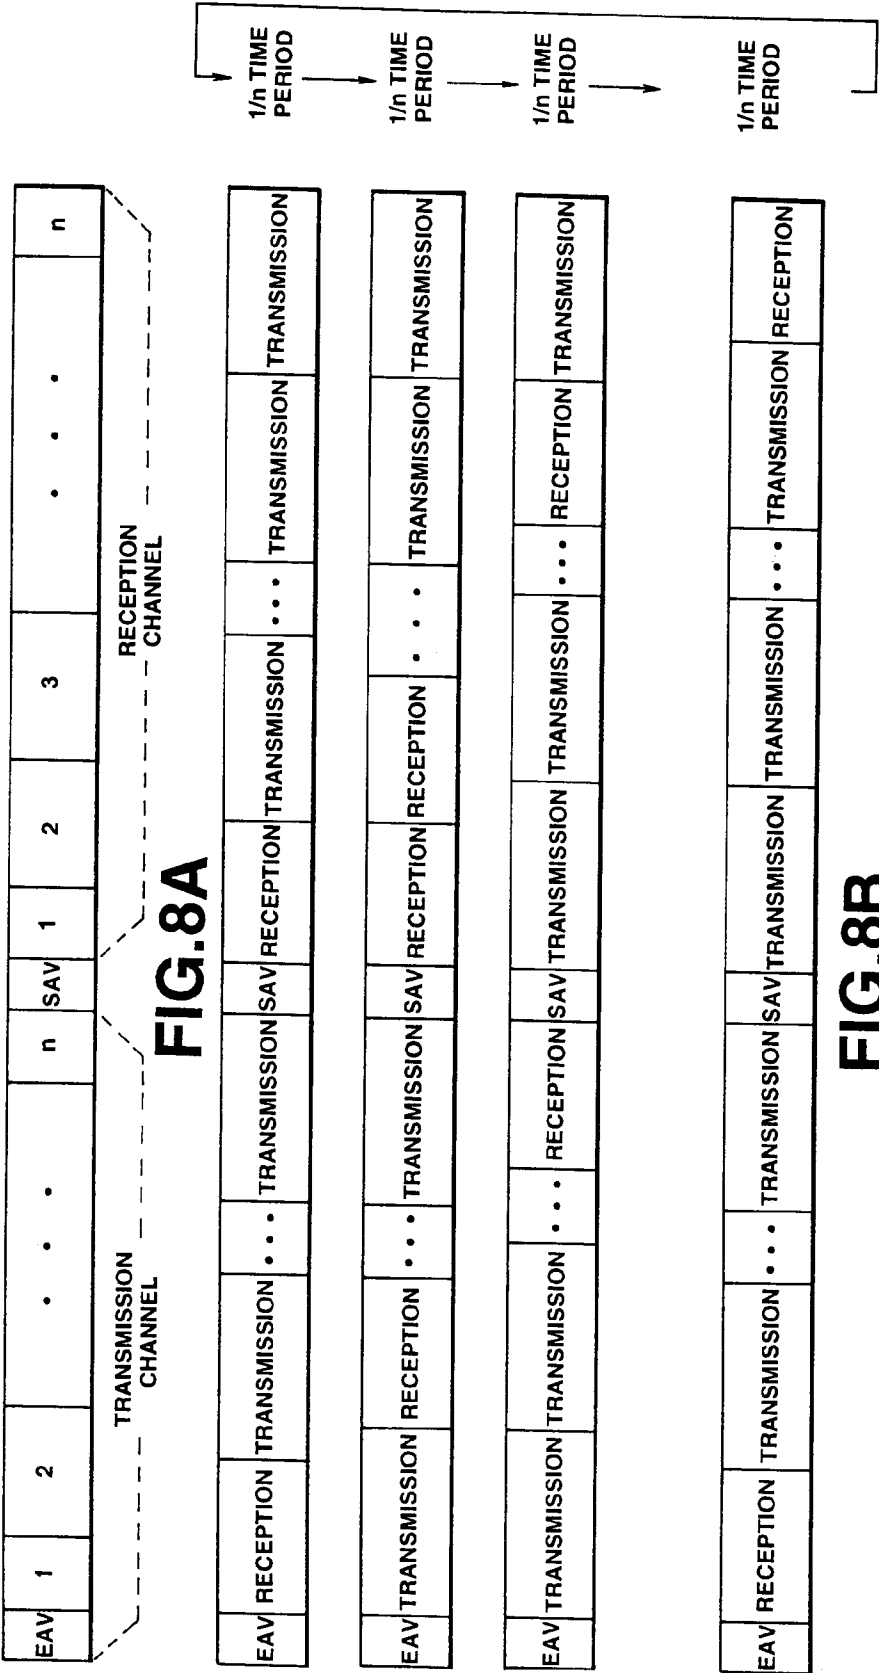 EAV 1 2 . . . n SAV 1 2 3 . . . n
TRANSMISSION
CHANNEL
RECEPTION
CHANNEL
FIG.8A
EAV RECEPTION TRANSMISSION ... TRANSMISSION SAV RECEPTION TRANSMISSION ... TRANSMISSION TRANSMISSION
1/n TIME
PERIOD
EAV TRANSMISSION RECEPTION ... TRANSMISSION SAV RECEPTION RECEPTION . . . TRANSMISSION TRANSMISSION
1/n TIME
PERIOD
EAV TRANSMISSION TRANSMISSION ... RECEPTION SAV TRANSMISSION TRANSMISSION ... RECEPTION TRANSMISSION
1/n TIME
PERIOD
EAV RECEPTION TRANSMISSION ... TRANSMISSION SAV TRANSMISSION TRANSMISSION ... TRANSMISSION RECEPTION
1/n TIME
PERIOD
FIG.8B